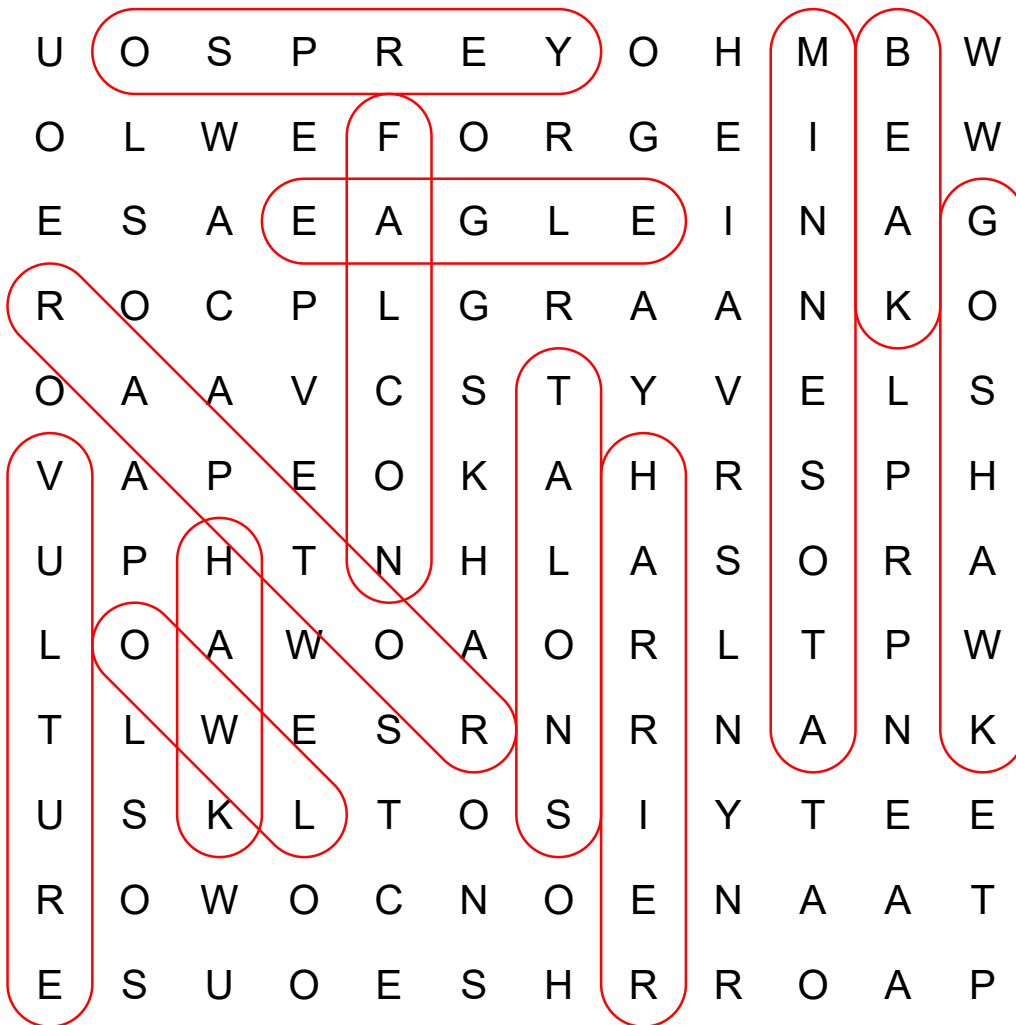 U O S P R E Y O H M B W
O L W E F O R G E I E W
E S A E A G L E I N A G
R O C P L G R A A N K O
O A A V C S T Y V E L S
V A P E O K A H R S P H
U P H T N H L A S O R A
L O A W O A O R L T P W
T L W E S R N R N A N K
U S K L T O S I Y T E E
R O W O C N O E N A A T
E S U O E S H R R O A P